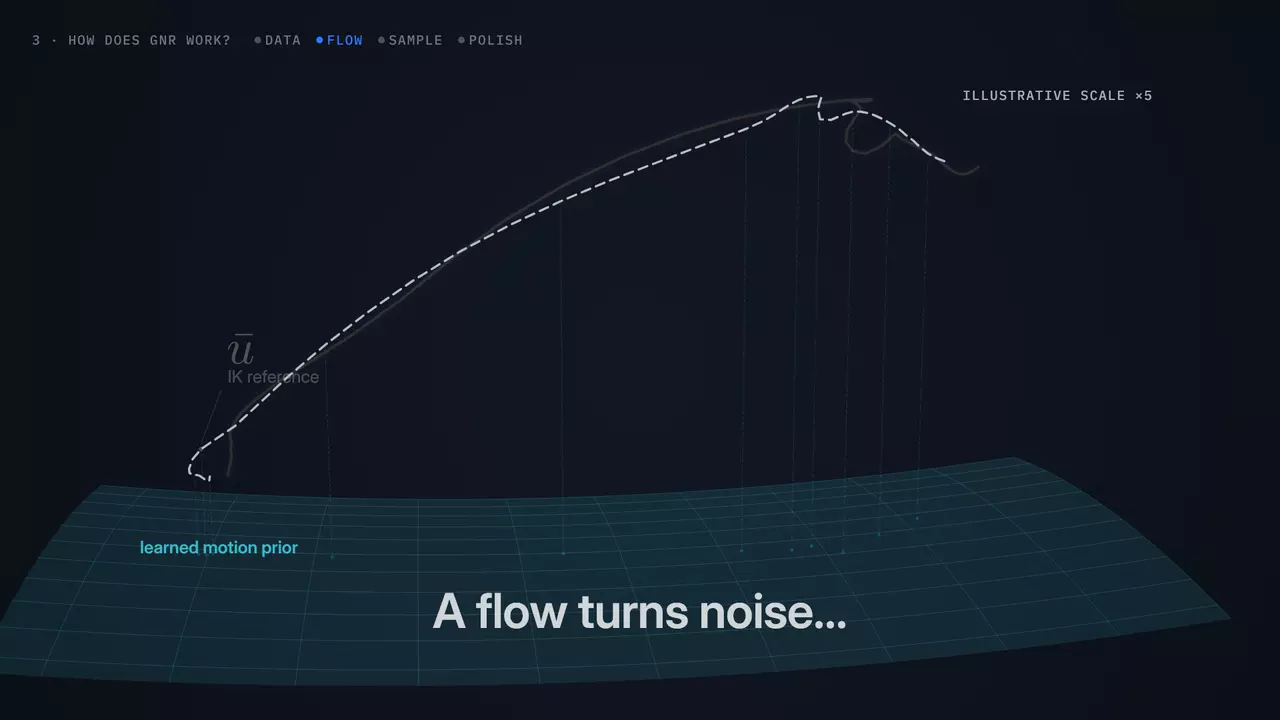 3 · HOW DOES GNR WORK? DATA FLOW SAMPLE POLISH
ILLUSTRATIVE SCALE ×5
ū
IK reference
learned motion prior
A flow turns noise...